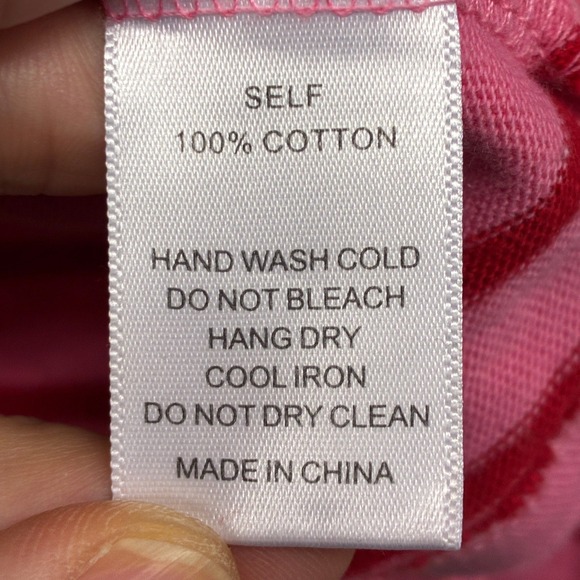 SELF
100% COTTON
HAND WASH COLD
DO NOT BLEACH
HANG DRY
COOL IRON
DO NOT DRY CLEAN
MADE IN CHINA